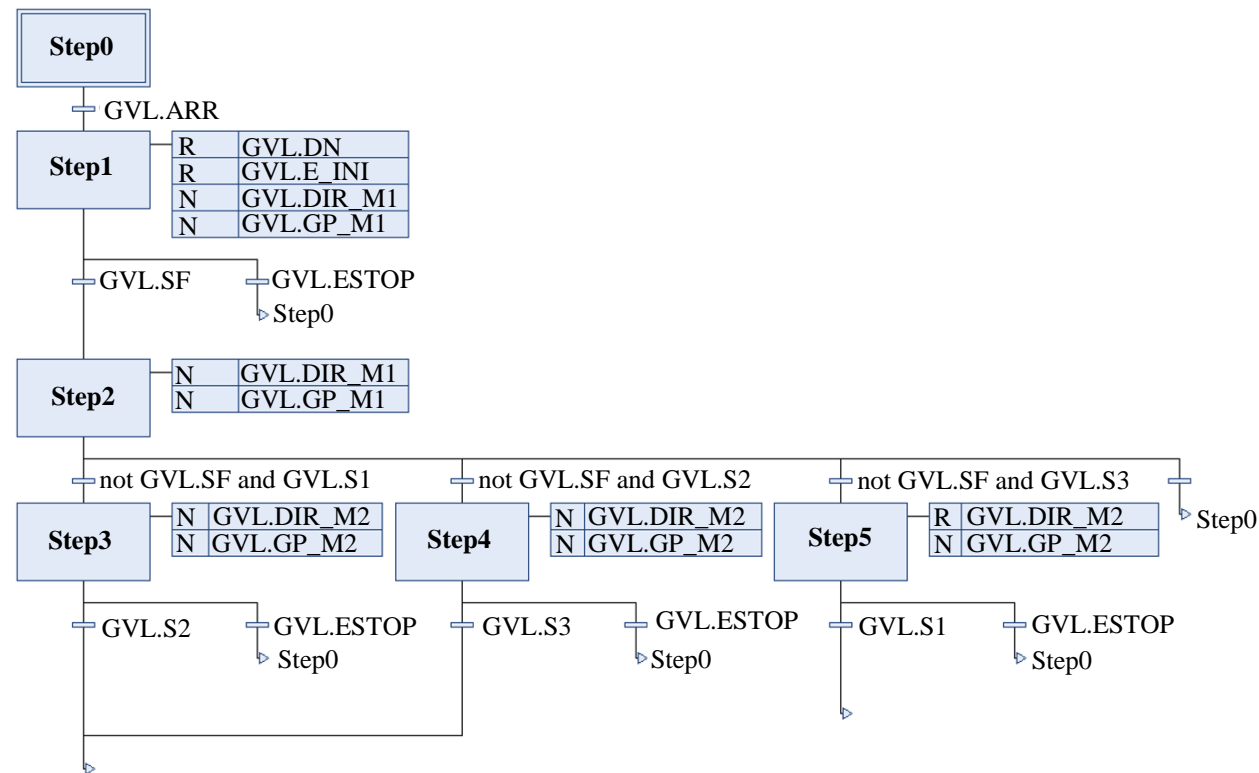 Step0
GVL.ARR
Step1
R GVL.DN
R GVL.E_INI
N GVL.DIR_M1
N GVL.GP_M1
GVL.SF
GVL.ESTOP
Step0
Step2
N GVL.DIR_M1
N GVL.GP_M1
not GVL.SF and GVL.S1
not GVL.SF and GVL.S2
not GVL.SF and GVL.S3
Step0
Step3
N GVL.DIR_M2
N GVL.GP_M2
Step4
N GVL.DIR_M2
N GVL.GP_M2
Step5
R GVL.DIR_M2
N GVL.GP_M2
GVL.S2
GVL.ESTOP
Step0
GVL.S3
GVL.ESTOP
Step0
GVL.S1
GVL.ESTOP
Step0